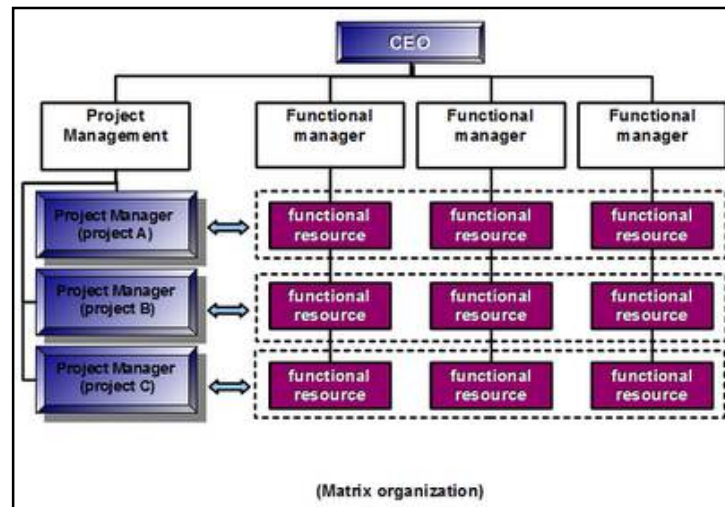 CEO
Project
Management
Functional
manager
Functional
manager
Functional
manager
Project Manager
(project A)
functional
resource
functional
resource
functional
resource
Project Manager
(project B)
functional
resource
functional
resource
functional
resource
Project Manager
(project C)
functional
resource
functional
resource
functional
resource
(Matrix organization)